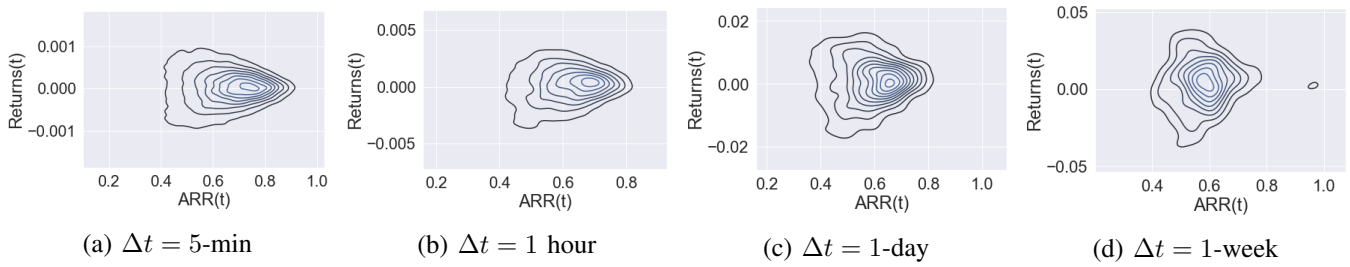 Returns(t)
0.001
0.000
−0.001
0.2 0.4 0.6 0.8 1.0
ARR(t)
(a) Δt = 5-min
Returns(t)
0.005
0.000
−0.005
0.2 0.4 0.6 0.8
ARR(t)
(b) Δt = 1 hour
Returns(t)
0.02
0.00
−0.02
0.2 0.4 0.6 0.8 1.0
ARR(t)
(c) Δt = 1-day
Returns(t)
0.05
0.00
−0.05
0.4 0.6 0.8 1.0
ARR(t)
(d) Δt = 1-week